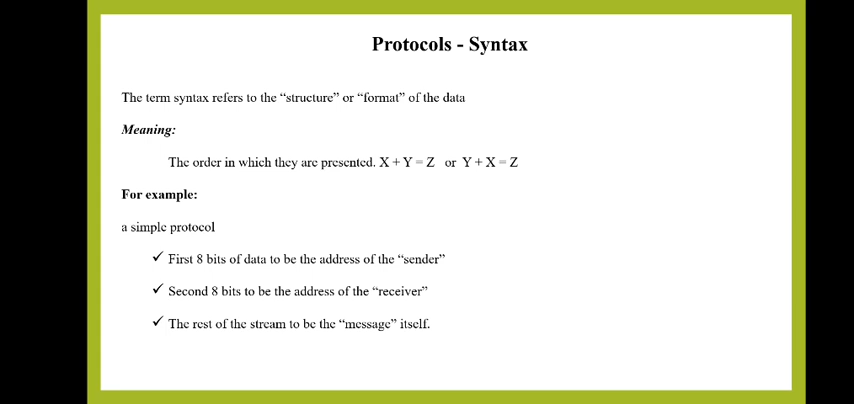 Protocols - Syntax
The term syntax refers to the “structure” or “format” of the data
Meaning:
The order in which they are presented. X + Y = Z or Y + X = Z
For example:
a simple protocol
✓ First 8 bits of data to be the address of the “sender”
✓ Second 8 bits to be the address of the “receiver”
✓ The rest of the stream to be the “message” itself.